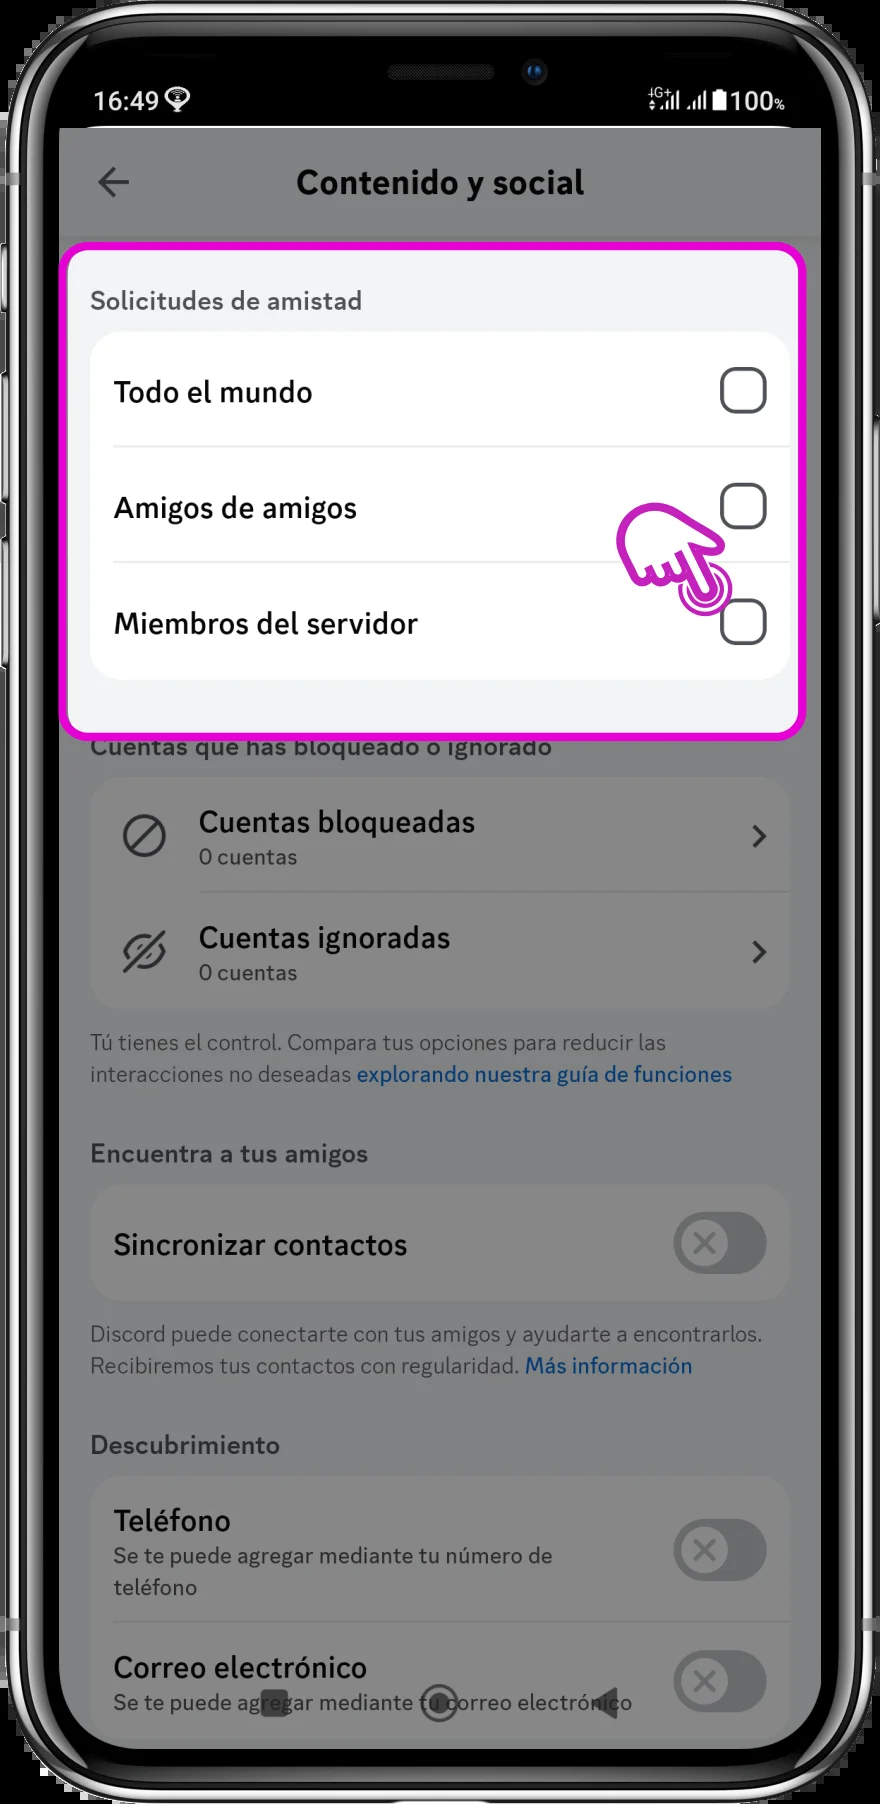 16:49
4G+ 100%
Contenido y social
Solicitudes de amistad
Todo el mundo
Amigos de amigos
Miembros del servidor
Cuentas que has bloqueado o ignorado
Cuentas bloqueadas
0 cuentas
Cuentas ignoradas
0 cuentas
Tú tienes el control. Compara tus opciones para reducir las
interacciones no deseadas explorando nuestra guía de funciones
Encuentra a tus amigos
Sincronizar contactos
Discord puede conectarte con tus amigos y ayudarte a encontrarlos.
Recibiremos tus contactos con regularidad. Más información
Descubrimiento
Teléfono
Se te puede agregar mediante tu número de
teléfono
Correo electrónico
Se te puede agregar mediante tu correo electrónico